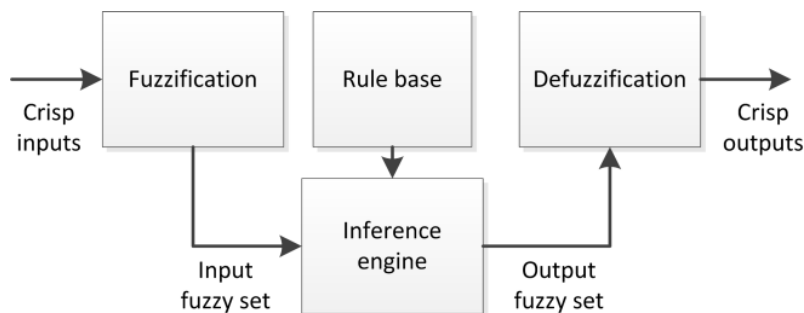 Fuzzification
Rule base
Defuzzification
Crisp
inputs
Crisp
outputs
Inference
engine
Input
fuzzy set
Output
fuzzy set